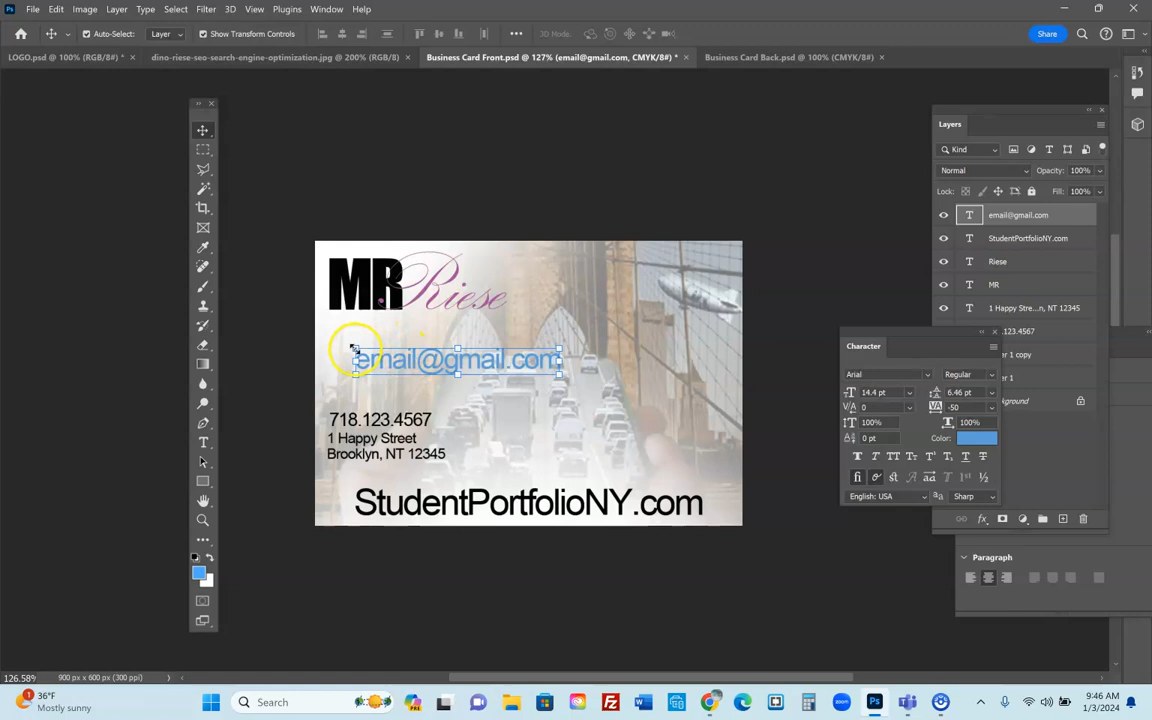 File Edit Image Layer Type Select Filter 3D View Plugins Window Help
Auto-Select: Layer Show Transform Controls 3D Mode: Share
LOGO.psd @ 100% (RGB/8#) * dino-riese-seo-search-engine-optimization.jpg @ 200% (RGB/8) Business Card Front.psd @ 127% (email@gmail.com, CMYK/8#) * Business Card Back.psd @ 100% (CMYK/8#)
Layers
Kind
Normal Opacity: 100%
Lock: Fill: 100%
email@gmail.com
StudentPortfolioNY.com
Riese
MR
1 Happy Stre...n, NT 12345
.123.4567
1 copy
Character
Arial Regular
14.4 pt 6.46 pt
0 -50
100% 100%
0 pt Color:
English: USA Sharp
Paragraph
MR Riese
email@gmail.com
718.123.4567
1 Happy Street
Brooklyn, NT 12345
StudentPortfolioNY.com
126.58% 900 px x 600 px (300 ppi)
36°F
Mostly sunny
Search
9:46 AM
1/3/2024